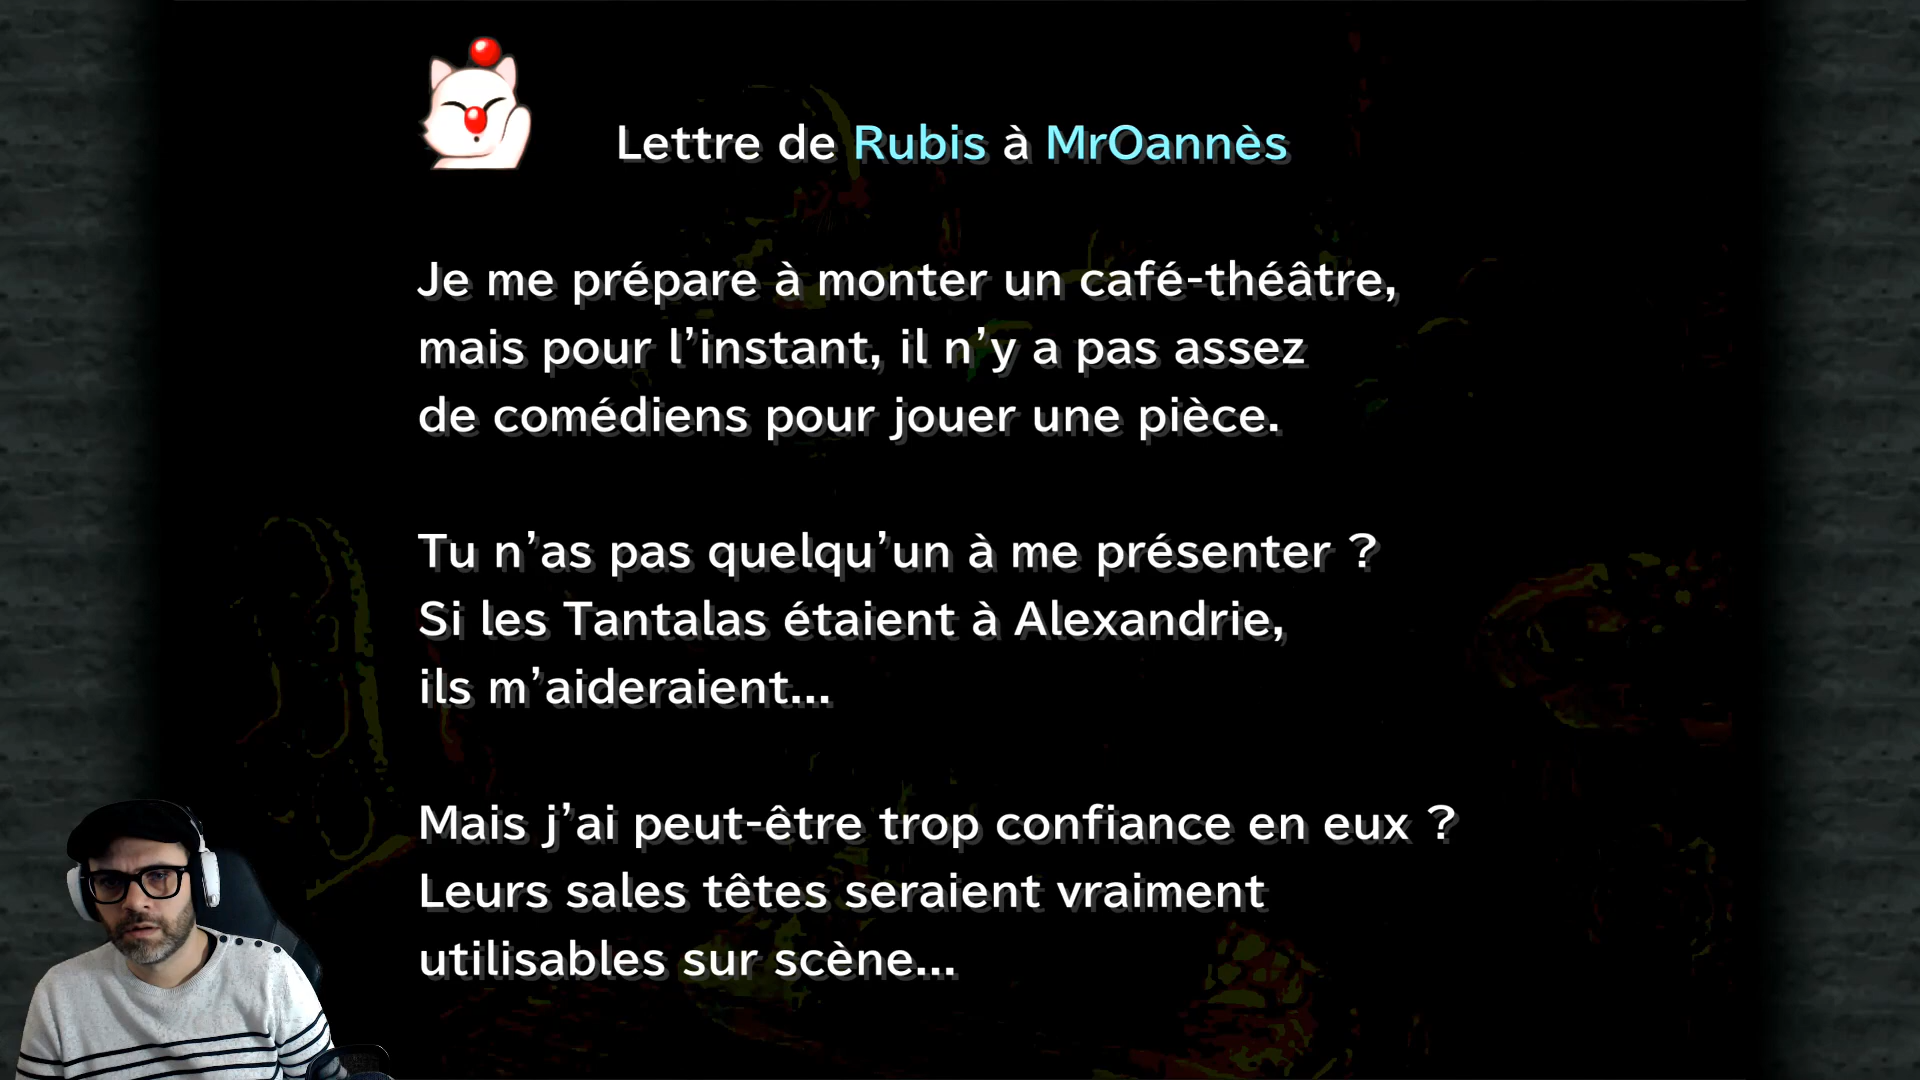 Lettre de Rubis à MrOannès
Je me prépare à monter un café-théâtre,
mais pour l’instant, il n’y a pas assez
de comédiens pour jouer une pièce.
Tu n’as pas quelqu’un à me présenter ?
Si les Tantalas étaient à Alexandrie,
ils m’aideraient...
Mais j’ai peut-être trop confiance en eux ?
Leurs sales têtes seraient vraiment
utilisables sur scène...